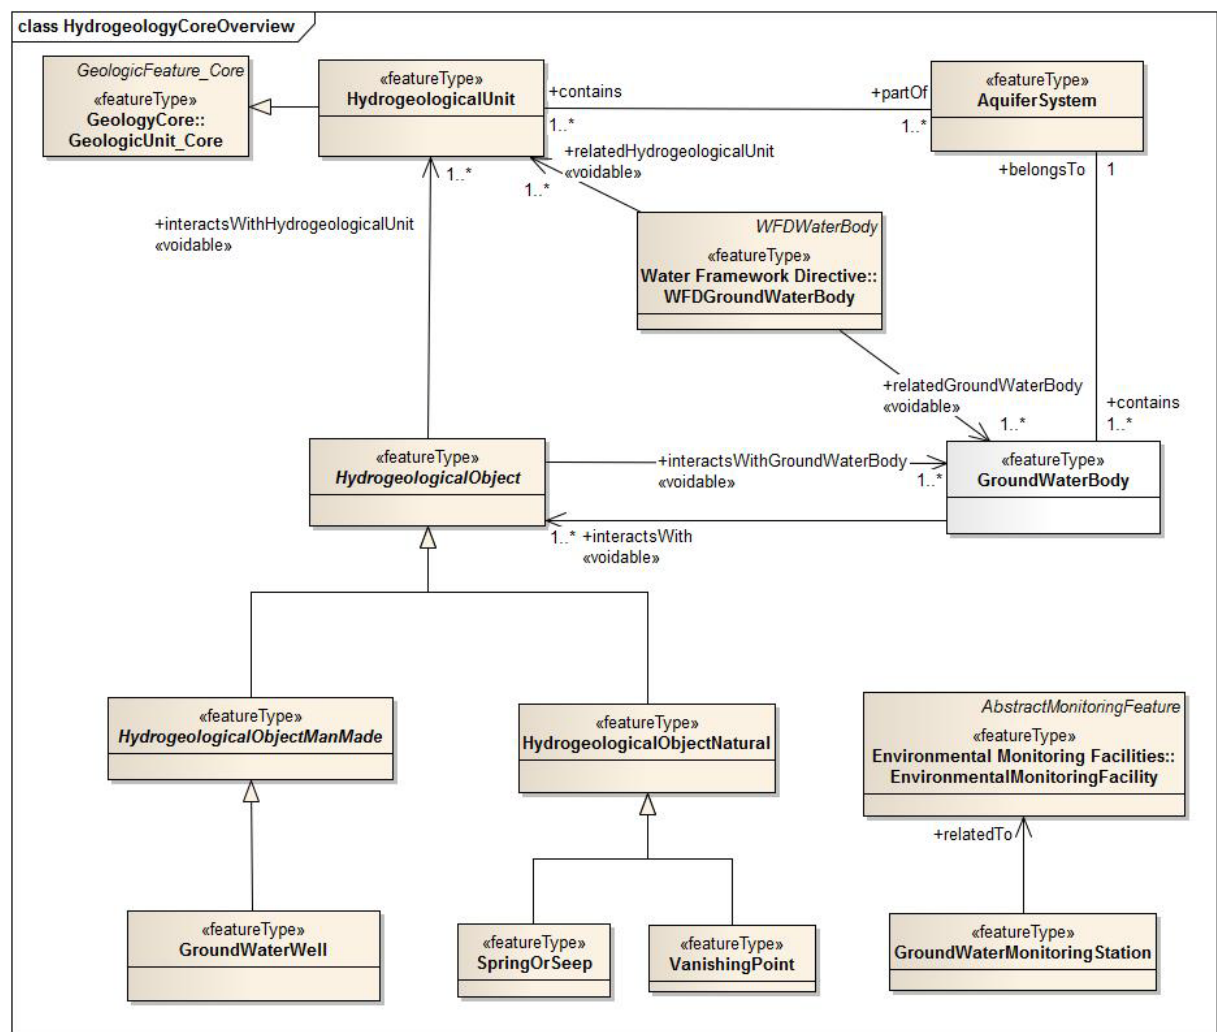 class HydrogeologyCoreOverview
GeologicFeature_Core
«featureType»
GeologyCore::
GeologicUnit_Core
«featureType»
HydrogeologicalUnit
+contains
1..*
+partOf
1..*
«featureType»
AquiferSystem
+belongsTo
1
+relatedHydrogeologicalUnit
«voidable»
1..*
1..*
+interactsWithHydrogeologicalUnit
«voidable»
WFDWaterBody
«featureType»
Water Framework Directive::
WFDGroundWaterBody
+relatedGroundWaterBody
«voidable»
1..*
+contains
1..*
«featureType»
HydrogeologicalObject
+interactsWithGroundWaterBody
«voidable»
1..*
«featureType»
GroundWaterBody
1..*
+interactsWith
«voidable»
«featureType»
HydrogeologicalObjectManMade
«featureType»
HydrogeologicalObjectNatural
AbstractMonitoringFeature
«featureType»
Environmental Monitoring Facilities::
EnvironmentalMonitoringFacility
+relatedTo
«featureType»
GroundWaterWell
«featureType»
SpringOrSeep
«featureType»
VanishingPoint
«featureType»
GroundWaterMonitoringStation